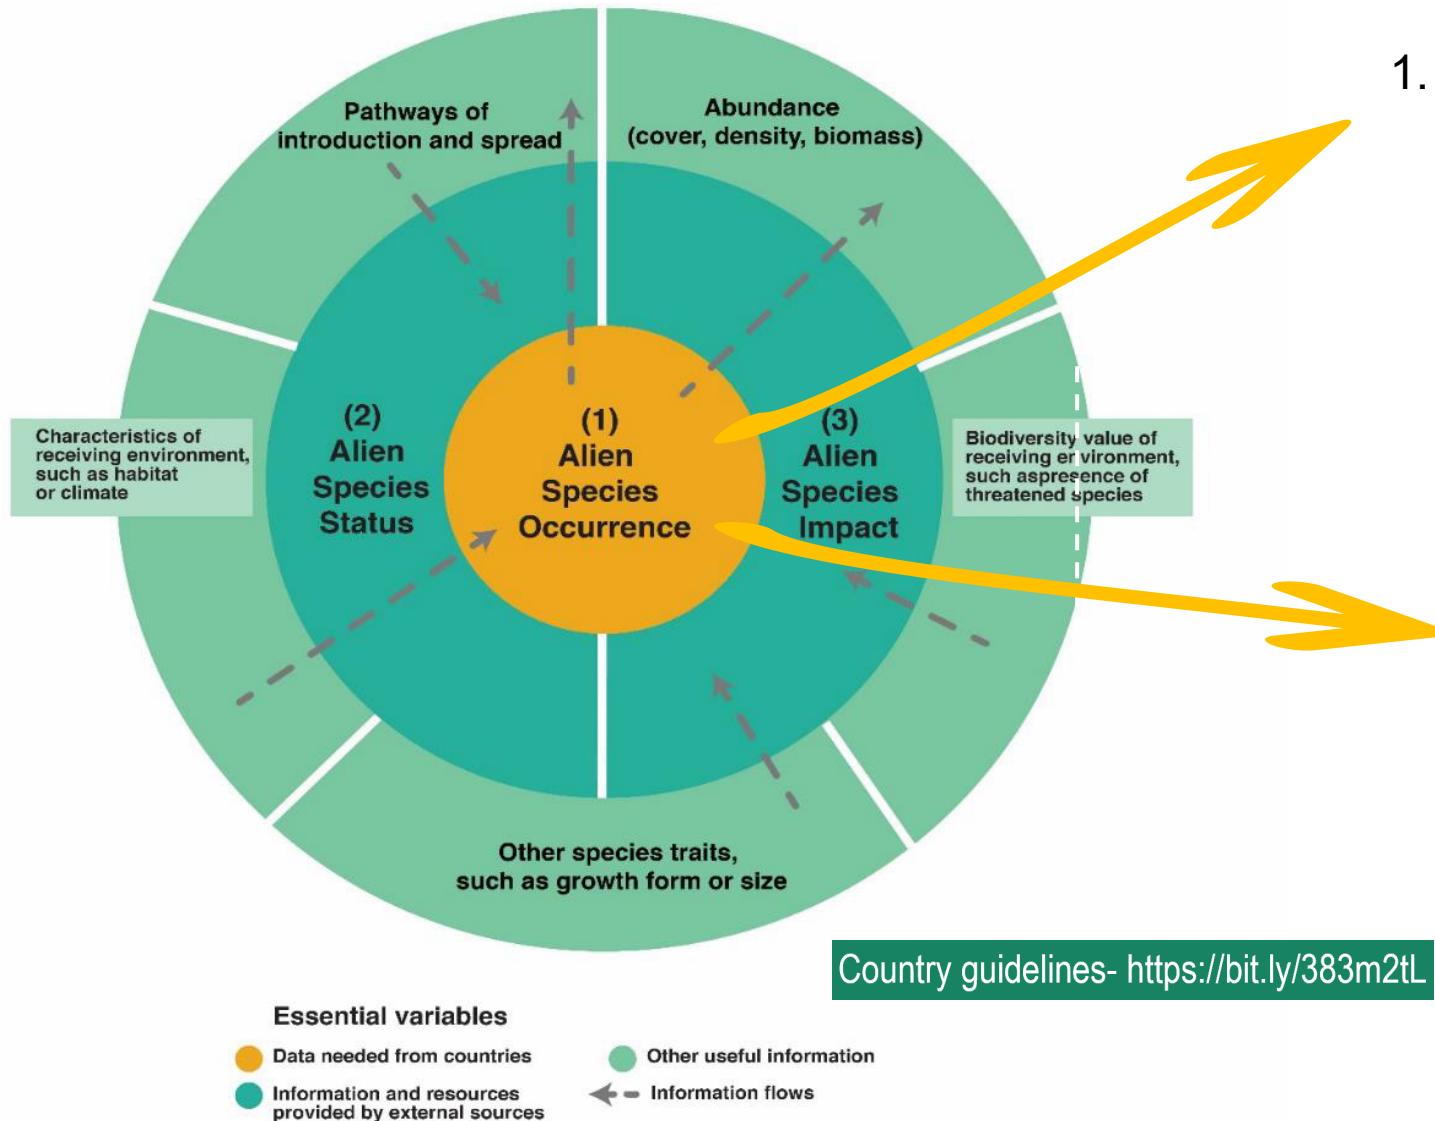 1.
Pathways of
introduction and spread
Abundance
(cover, density, biomass)
Characteristics of
receiving environment,
such as habitat
or climate
(2)
Alien
Species
Status
(1)
Alien
Species
Occurrence
(3)
Alien
Species
Impact
Biodiversity value of
receiving environment,
such aspresence of
threatened species
Other species traits,
such as growth form or size
Country guidelines- https://bit.ly/383m2tL
Essential variables
Data needed from countries
Other useful information
Information and resources
provided by external sources
Information flows